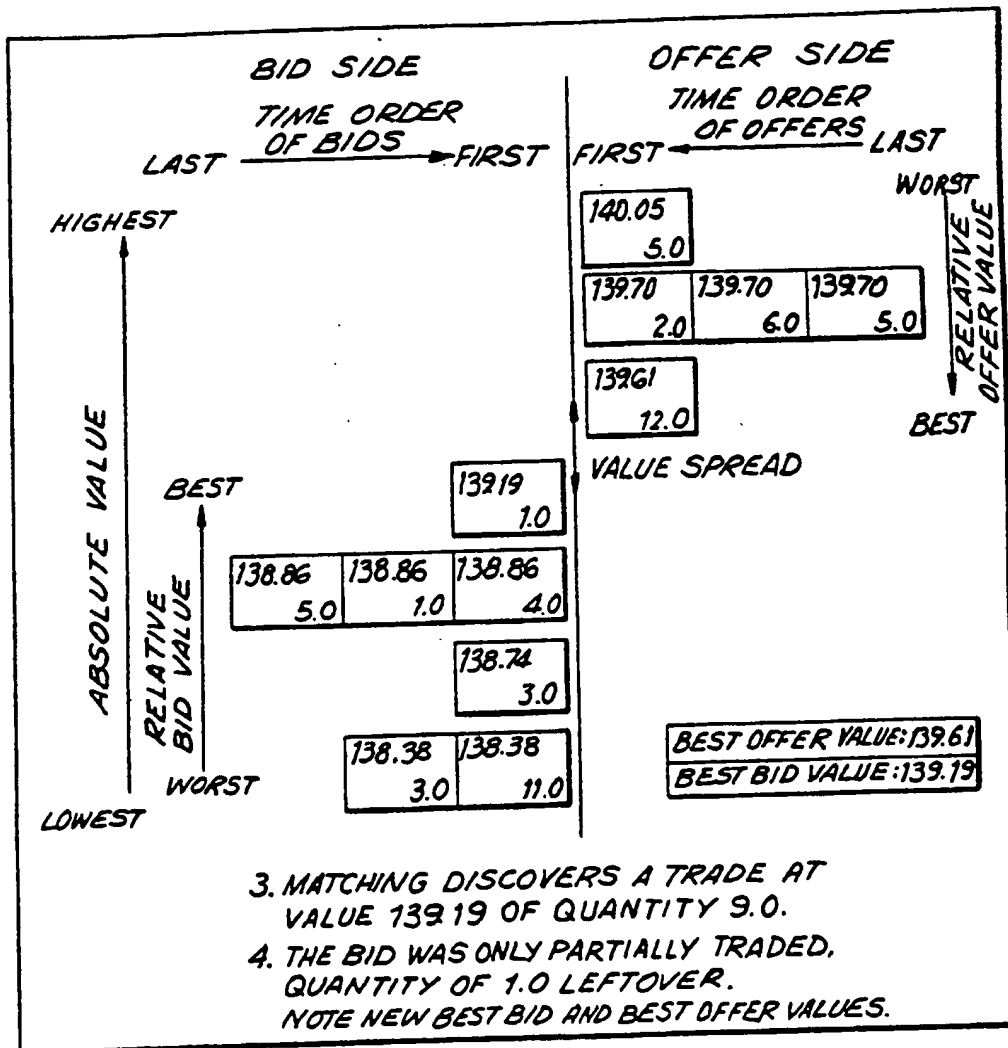 BID SIDE
TIME ORDER
OF BIDS
LAST FIRST
OFFER SIDE
TIME ORDER
OF OFFERS
FIRST LAST
HIGHEST
ABSOLUTE VALUE
LOWEST
BEST
RELATIVE
BID VALUE
WORST
WORST
RELATIVE
OFFER VALUE
BEST
140.05
5.0
139.70 139.70 13970
2.0 6.0 5.0
13961
12.0
VALUE SPREAD
13919
1.0
138.86 138.86 138.86
5.0 1.0 4.0
138.74
3.0
138.38 138.38
3.0 11.0
BEST OFFER VALUE:139.61
BEST BID VALUE:139.19
3. MATCHING DISCOVERS A TRADE AT
VALUE 139.19 OF QUANTITY 9.0.
4. THE BID WAS ONLY PARTIALLY TRADED.
QUANTITY OF 1.0 LEFTOVER.
NOTE NEW BEST BID AND BEST OFFER VALUES.